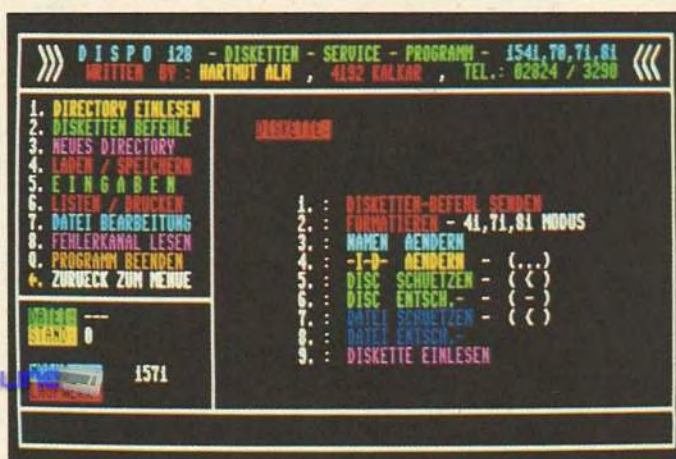 ))) D I S P O 128 - DISKETTEN - SERVICE - PROGRAMM - 1541,70,71,81 (((
WRITTEN BY : HARTMUT ALM , 4192 KALKAR , TEL.: 02824 / 3290
1. DIRECTORY EINLESEN
2. DISKETTEN BEFEHLE
3. NEUES DIRECTORY
4. LADEN / SPEICHERN
5. E I N G A B E N
6. LISTEN / DRUCKEN
7. DATEI BEARBEITUNG
8. FEHLERKANAL LESEN
Q. PROGRAMM BEENDEN
←. ZURUECK ZUM MENUE
DATEI: ---
STAND: 0
1571
DISKETTE:
1. : DISKETTEN-BEFEHL SENDEN
2. : FORMATIEREN - 41,71,81 MODUS
3. : NAMEN AENDERN
4. : -I-D- AENDERN - (...)
5. : DISC SCHUETZEN - ( < )
6. : DISC ENTSCH.- - ( - )
7. : DATEI SCHUETZEN - ( < )
8. : DATEI ENTSCH.-
9. : DISKETTE EINLESEN